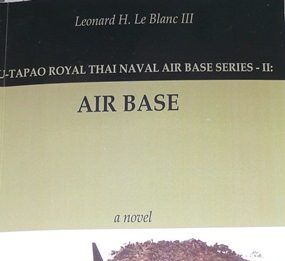 Leonard H. Le Blanc III
U-TAPAO ROYAL THAI NAVAL AIR BASE SERIES - II:
AIR BASE
a novel